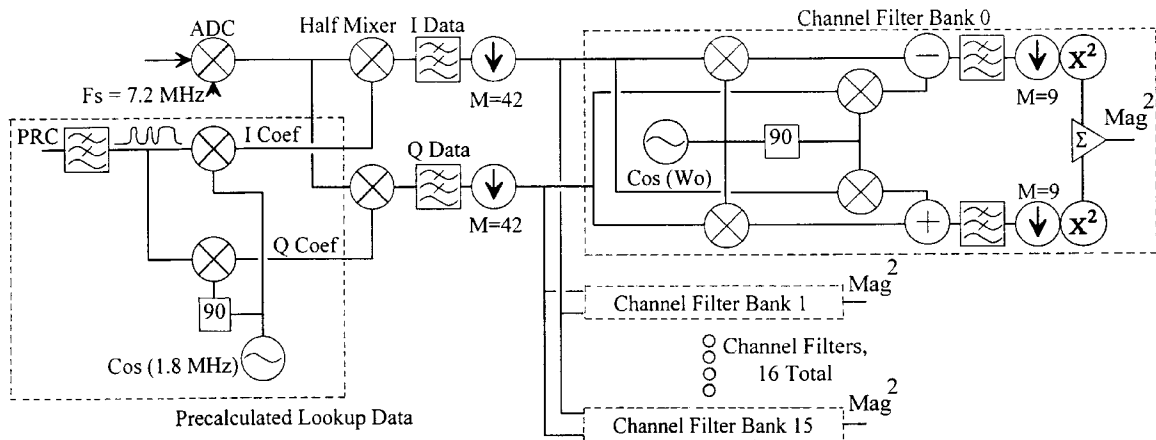 Channel Filter Bank 0
ADC
Half Mixer
I Data
M=42
Fs = 7.2 MHz
PRC
I Coef
Q Data
M=42
Q Coef
90
Cos (1.8 MHz)
Precalculated Lookup Data
Cos (Wo)
90
M=9
X²
Mag²
Σ
M=9
X²
−
+
Channel Filter Bank 1
Mag²
Channel Filters,
16 Total
Channel Filter Bank 15
Mag²